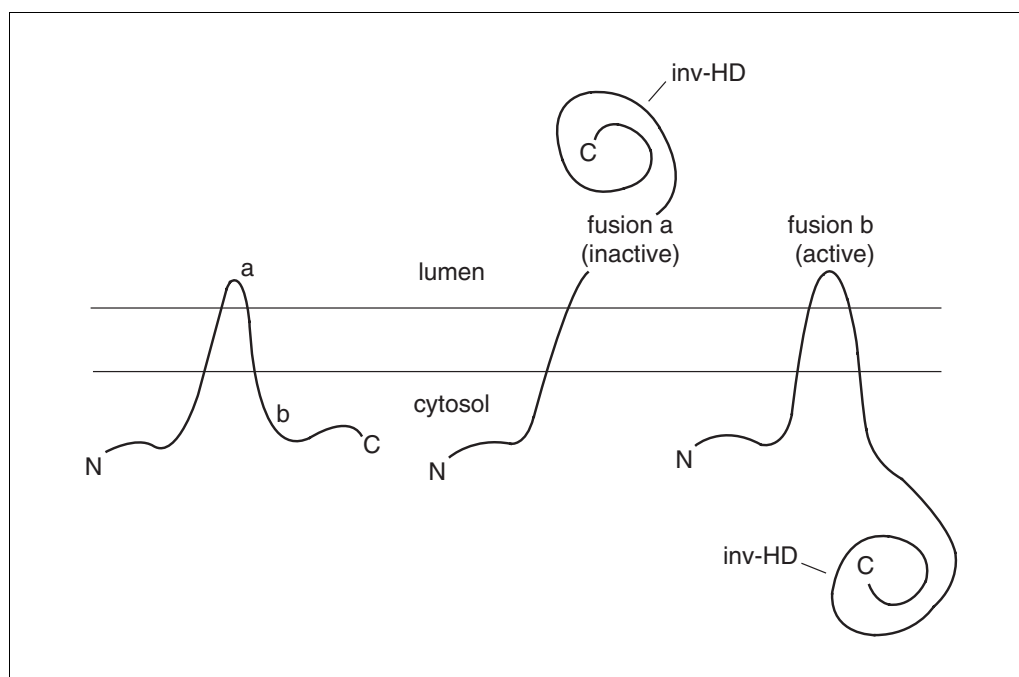 inv-HD
C
fusion a
(inactive)
fusion b
(active)
a
lumen
cytosol
b
C
N
N
N
inv-HD
C